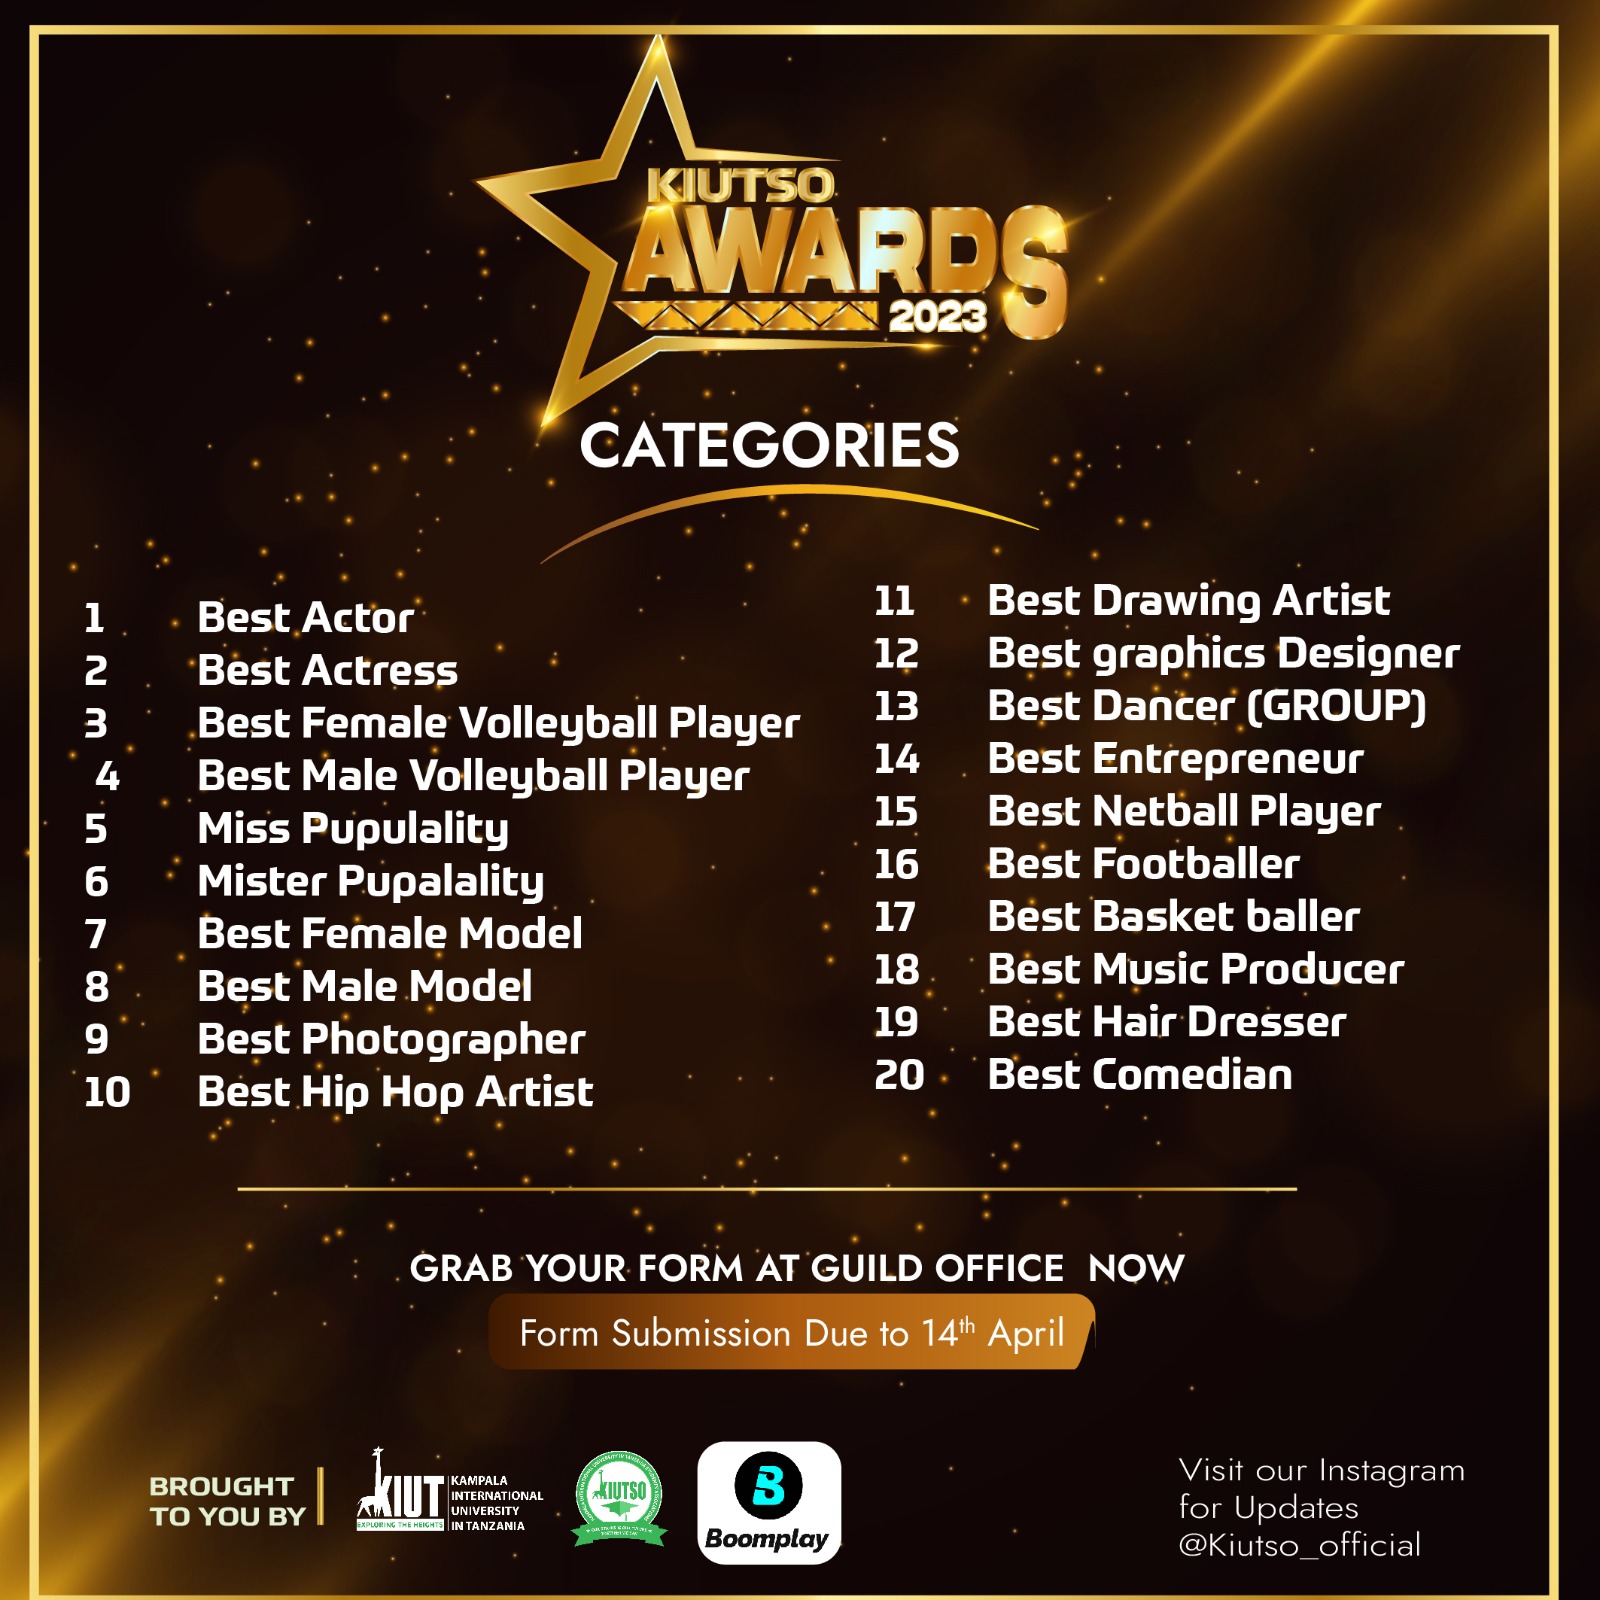 KIUTSO
AWARDS
2023
CATEGORIES
1 Best Actor
2 Best Actress
3 Best Female Volleyball Player
4 Best Male Volleyball Player
5 Miss Pupulality
6 Mister Pupalality
7 Best Female Model
8 Best Male Model
9 Best Photographer
10 Best Hip Hop Artist
11 Best Drawing Artist
12 Best graphics Designer
13 Best Dancer (GROUP)
14 Best Entrepreneur
15 Best Netball Player
16 Best Footballer
17 Best Basket baller
18 Best Music Producer
19 Best Hair Dresser
20 Best Comedian
GRAB YOUR FORM AT GUILD OFFICE NOW
Form Submission Due to 14th April
BROUGHT
TO YOU BY
KIUT
EXPLORING THE HEIGHTS
KAMPALA
INTERNATIONAL
UNIVERSITY
IN TANZANIA
KIUTSO
B
Boomplay
Visit our Instagram
for Updates
@Kiutso_official